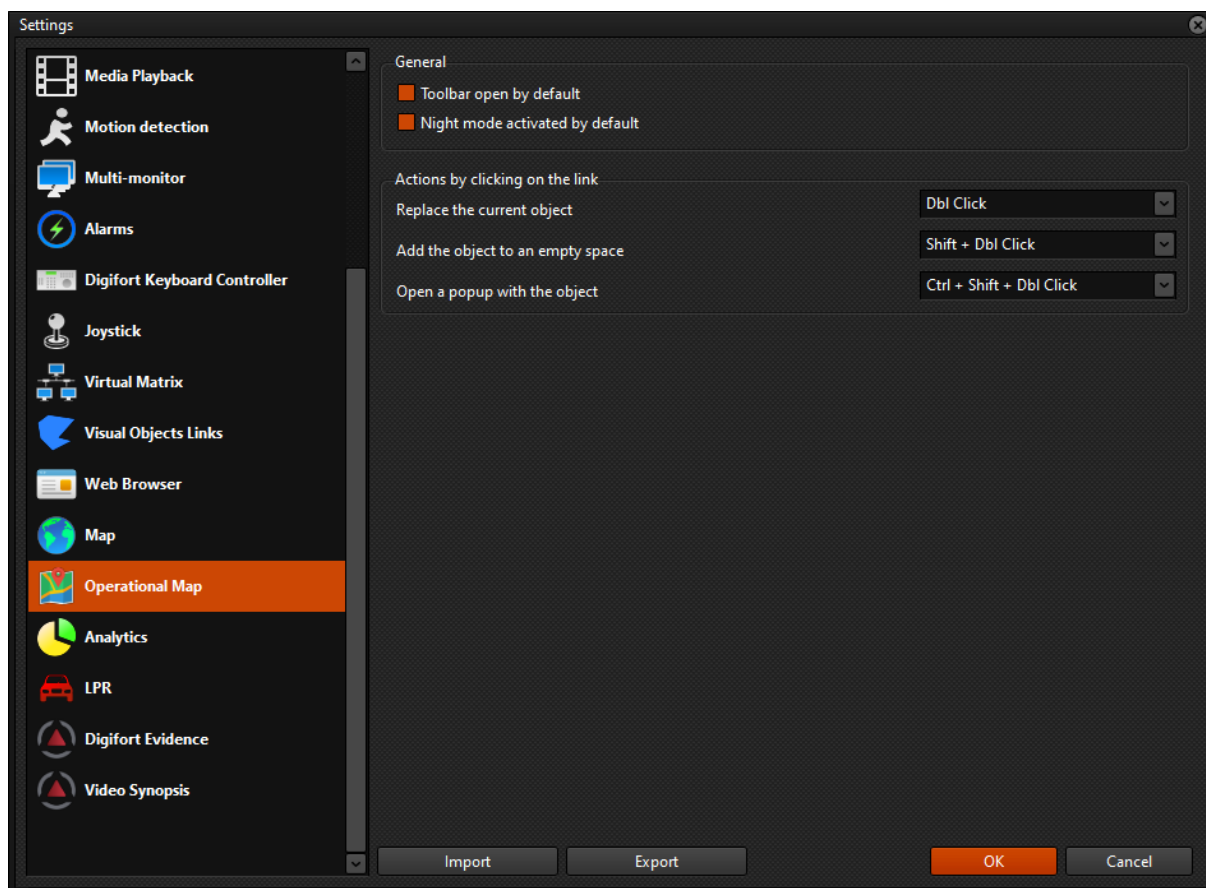 Settings
Media Playback
Motion detection
Multi-monitor
Alarms
Digifort Keyboard Controller
Joystick
Virtual Matrix
Visual Objects Links
Web Browser
Map
Operational Map
Analytics
LPR
Digifort Evidence
Video Synopsis
General
Toolbar open by default
Night mode activated by default
Actions by clicking on the link
Replace the current object Dbl Click
Add the object to an empty space Shift + Dbl Click
Open a popup with the object Ctrl + Shift + Dbl Click
Import Export OK Cancel